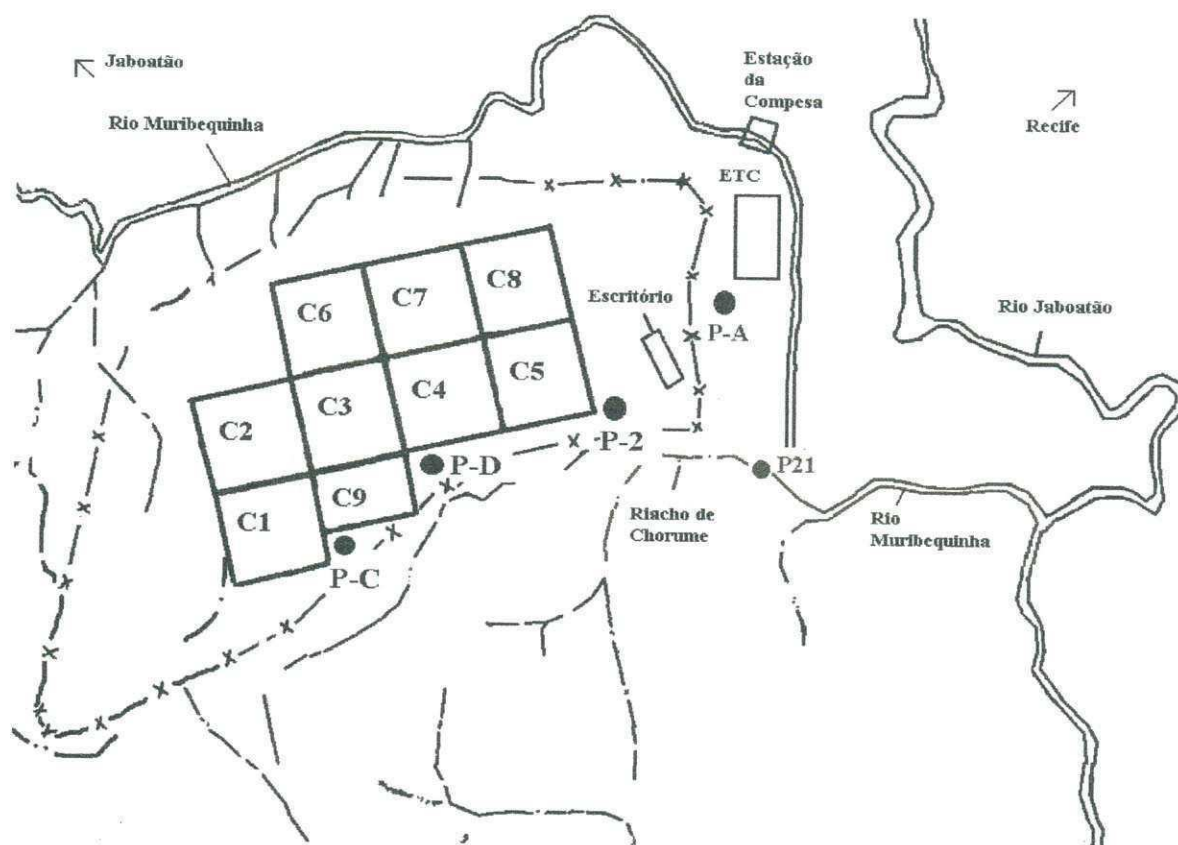 Jaboatão
Rio Muribequinha
Estação
da
Compesa
Recife
ETC
Escritório
P-A
Rio Jaboatão
C6
C7
C8
C2
C3
C4
C5
P-2
P-D
P21
C1
C9
P-C
Riacho de
Chorume
Rio
Muribequinha